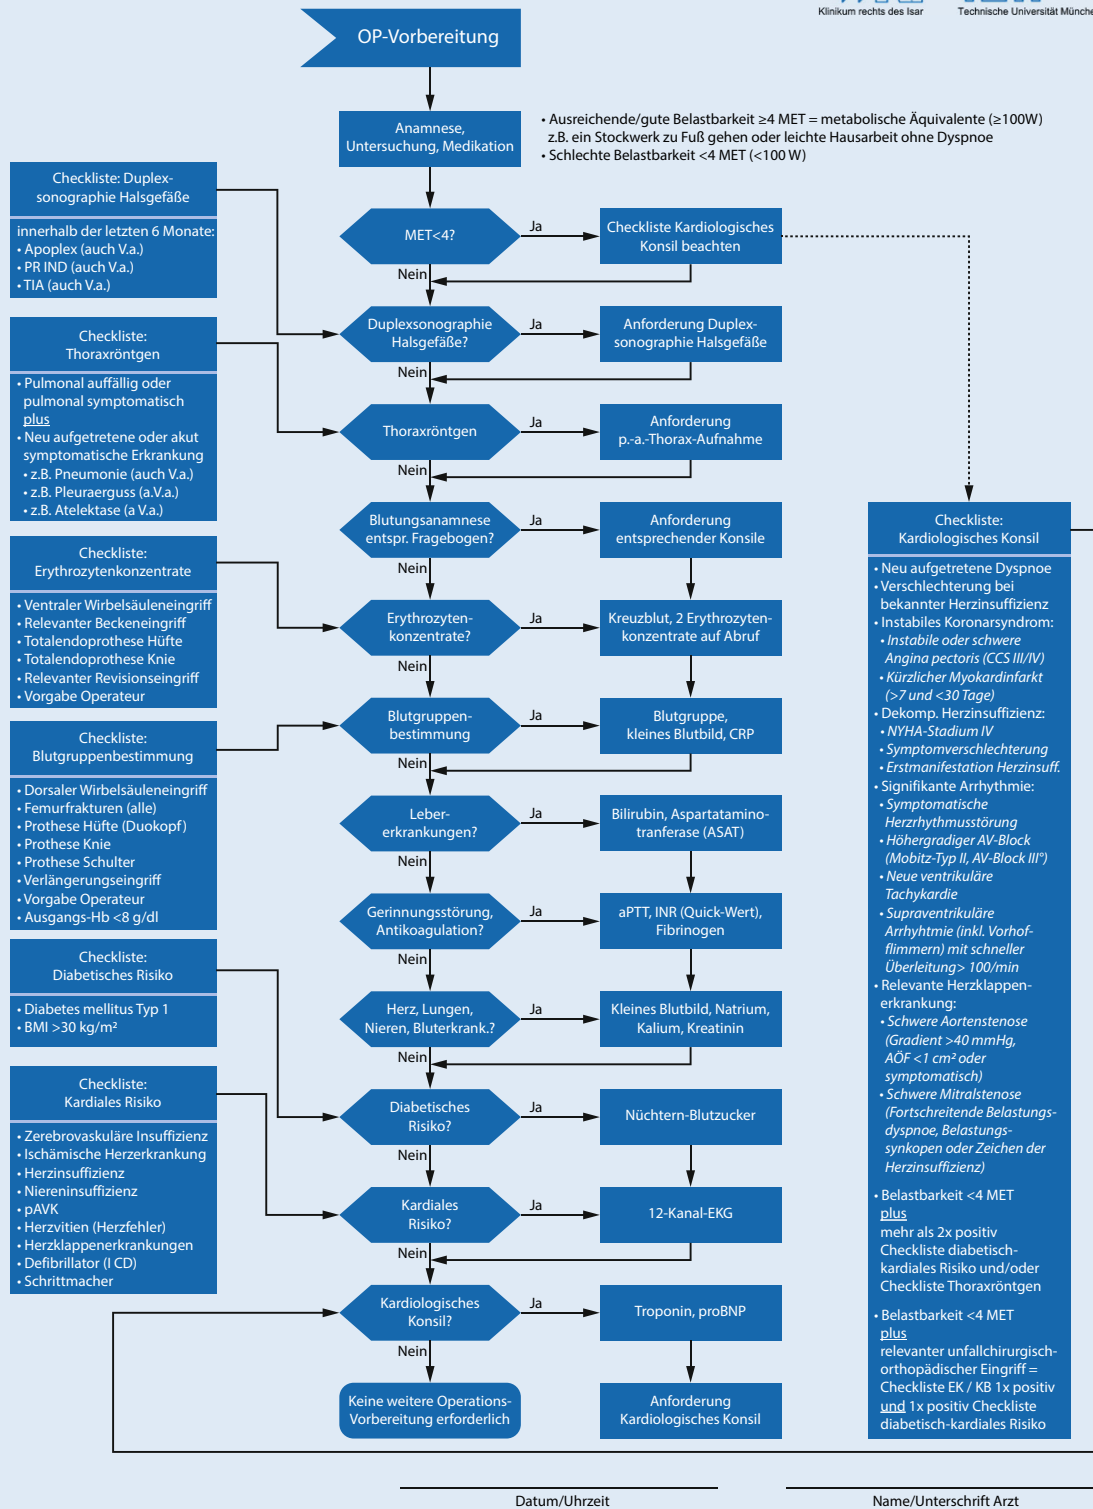 Klinikum rechts des Isar
Technische Universität Münche
OP-Vorbereitung
Anamnese,
Untersuchung, Medikation
• Ausreichende/gute Belastbarkeit ≥4 MET = metabolische Äquivalente (≥100W)
z.B. ein Stockwerk zu Fuß gehen oder leichte Hausarbeit ohne Dyspnoe
• Schlechte Belastbarkeit <4 MET (<100 W)
Checkliste: Duplex-
sonographie Halsgefäße
innerhalb der letzten 6 Monate:
• Apoplex (auch V.a.)
• PR IND (auch V.a.)
• TIA (auch V.a.)
MET<4?
Ja
Checkliste Kardiologisches
Konsil beachten
Nein
Duplexsonographie
Halsgefäße?
Ja
Anforderung Duplex-
sonographie Halsgefäße
Nein
Checkliste:
Thoraxröntgen
• Pulmonal auffällig oder
pulmonal symptomatisch
plus
• Neu aufgetretene oder akut
symptomatische Erkrankung
• z.B. Pneumonie (auch V.a.)
• z.B. Pleuraerguss (a.V.a.)
• z.B. Atelektase (a V.a.)
Thoraxröntgen
Ja
Anforderung
p.-a.-Thorax-Aufnahme
Nein
Blutungsanamnese
entspr. Fragebogen?
Ja
Anforderung
entsprechender Konsile
Nein
Checkliste:
Erythrozytenkonzentrate
• Ventraler Wirbelsäuleneingriff
• Relevanter Beckeneingriff
• Totalendoprothese Hüfte
• Totalendoprothese Knie
• Relevanter Revisionseingriff
• Vorgabe Operateur
Erythrozyten-
konzentrate?
Ja
Kreuzblut, 2 Erythrozyten-
konzentrate auf Abruf
Nein
Checkliste:
Blutgruppenbestimmung
• Dorsaler Wirbelsäuleneingriff
• Femurfrakturen (alle)
• Prothese Hüfte (Duokopf)
• Prothese Knie
• Prothese Schulter
• Verlängerungseingriff
• Vorgabe Operateur
• Ausgangs-Hb <8 g/dl
Blutgruppen-
bestimmung
Ja
Blutgruppe,
kleines Blutbild, CRP
Nein
Leber-
erkrankungen?
Ja
Bilirubin, Aspartatamino-
tranferase (ASAT)
Nein
Gerinnungsstörung,
Antikoagulation?
Ja
aPTT, INR (Quick-Wert),
Fibrinogen
Nein
Checkliste:
Diabetisches Risiko
• Diabetes mellitus Typ 1
• BMI >30 kg/m²
Herz, Lungen,
Nieren, Bluterkrank.?
Ja
Kleines Blutbild, Natrium,
Kalium, Kreatinin
Nein
Checkliste:
Kardiales Risiko
• Zerebrovaskuläre Insuffizienz
• Ischämische Herzerkrankung
• Herzinsuffizienz
• Niereninsuffizienz
• pAVK
• Herzvitien (Herzfehler)
• Herzklappenerkrankungen
• Defibrillator (I CD)
• Schrittmacher
Diabetisches
Risiko?
Ja
Nüchtern-Blutzucker
Nein
Kardiales
Risiko?
Ja
12-Kanal-EKG
Nein
Kardiologisches
Konsil?
Ja
Troponin, proBNP
Nein
Keine weitere Operations-
Vorbereitung erforderlich
Anforderung
Kardiologisches Konsil
Checkliste:
Kardiologisches Konsil
• Neu aufgetretene Dyspnoe
• Verschlechterung bei
bekannter Herzinsuffizienz
• Instabiles Koronarsyndrom:
• Instabile oder schwere
Angina pectoris (CCS III/IV)
• Kürzlicher Myokardinfarkt
(>7 und <30 Tage)
• Dekomp. Herzinsuffizienz:
• NYHA-Stadium IV
• Symptomverschlechterung
• Erstmanifestation Herzinsuff.
• Signifikante Arrhythmie:
• Symptomatische
Herzrhythmusstörung
• Höhergradiger AV-Block
(Mobitz-Typ II, AV-Block III°)
• Neue ventrikuläre
Tachykardie
• Supraventrikuläre
Arrhyhtmie (inkl. Vorhof-
flimmern) mit schneller
Überleitung> 100/min
• Relevante Herzklappen-
erkrankung:
• Schwere Aortenstenose
(Gradient >40 mmHg,
AÖF <1 cm² oder
symptomatisch)
• Schwere Mitralstenose
(Fortschreitende Belastungs-
dyspnoe, Belastungs-
synkopen oder Zeichen der
Herzinsuffizienz)
• Belastbarkeit <4 MET
plus
mehr als 2x positiv
Checkliste diabetisch-
kardiales Risiko und/oder
Checkliste Thoraxröntgen
• Belastbarkeit <4 MET
plus
relevanter unfallchirurgisch-
orthopädischer Eingriff =
Checkliste EK / KB 1x positiv
und 1x positiv Checkliste
diabetisch-kardiales Risiko
Datum/Uhrzeit
Name/Unterschrift Arzt